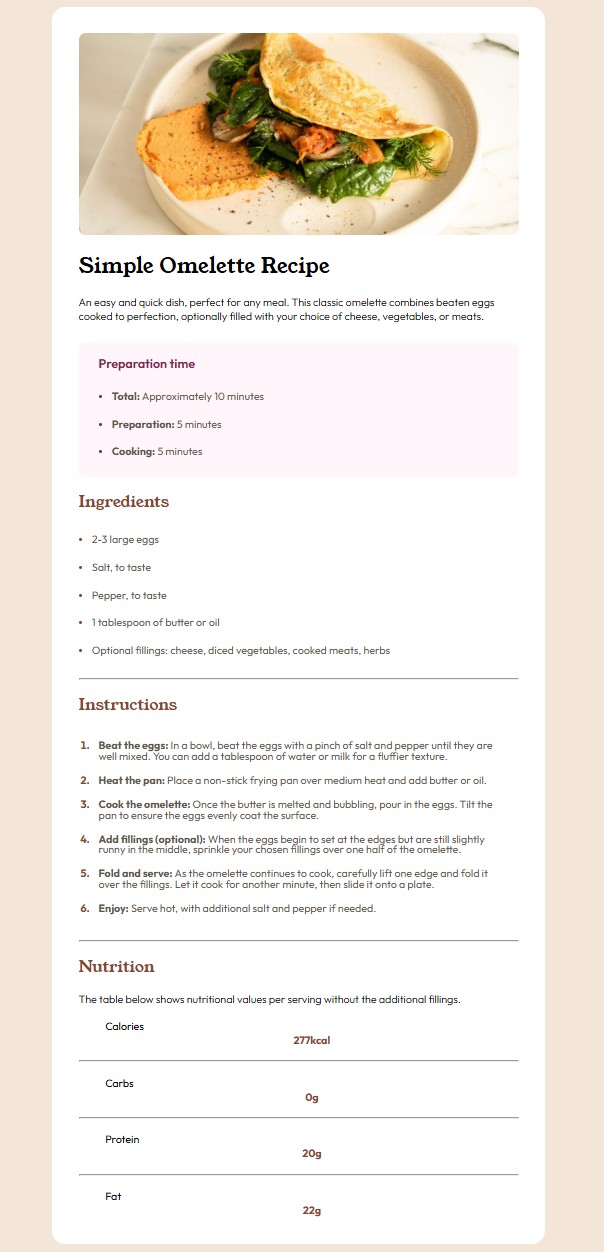 Simple Omelette Recipe
An easy and quick dish, perfect for any meal. This classic omelette combines beaten eggs
cooked to perfection, optionally filled with your choice of cheese, vegetables, or meats.
Preparation time
• Total: Approximately 10 minutes
• Preparation: 5 minutes
• Cooking: 5 minutes
Ingredients
• 2-3 large eggs
• Salt, to taste
• Pepper, to taste
• 1 tablespoon of butter or oil
• Optional fillings: cheese, diced vegetables, cooked meats, herbs
Instructions
1. Beat the eggs: In a bowl, beat the eggs with a pinch of salt and pepper until they are
well mixed. You can add a tablespoon of water or milk for a fluffier texture.
2. Heat the pan: Place a non-stick frying pan over medium heat and add butter or oil.
3. Cook the omelette: Once the butter is melted and bubbling, pour in the eggs. Tilt the
pan to ensure the eggs evenly coat the surface.
4. Add fillings (optional): When the eggs begin to set at the edges but are still slightly
runny in the middle, sprinkle your chosen fillings over one half of the omelette.
5. Fold and serve: As the omelette continues to cook, carefully lift one edge and fold it
over the fillings. Let it cook for another minute, then slide it onto a plate.
6. Enjoy: Serve hot, with additional salt and pepper if needed.
Nutrition
The table below shows nutritional values per serving without the additional fillings.
Calories
277kcal
Carbs
0g
Protein
20g
Fat
22g